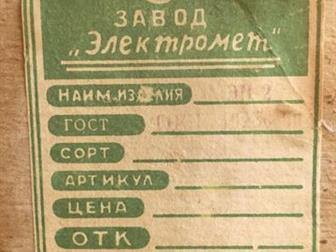 ЗАВОД
„Электромет"
НАИМ.ИЗДЕЛИЯ
ГОСТ
СОРТ
АРТИКУЛ
ЦЕНА
ОТК